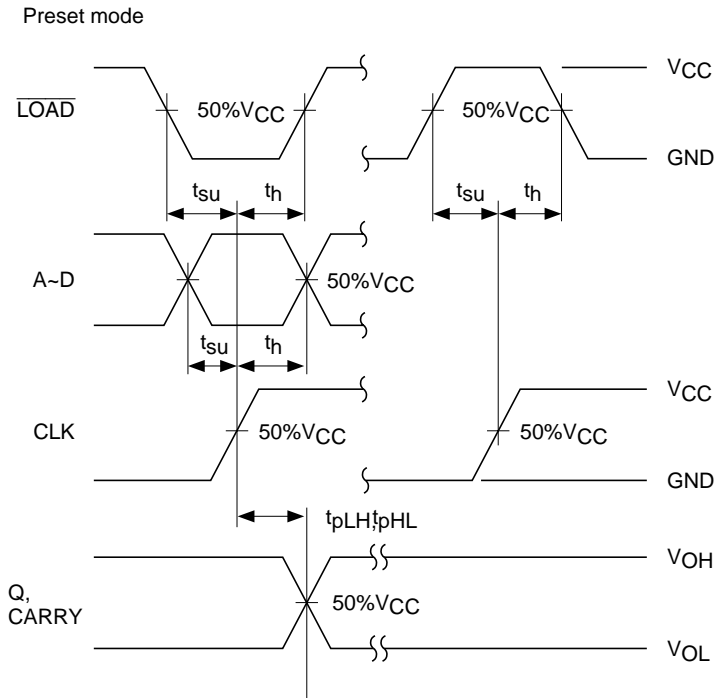 Preset mode
LOAD
50%VCC
50%VCC
VCC
GND
tsu
th
tsu
th
A~D
50%VCC
tsu
th
CLK
50%VCC
50%VCC
VCC
GND
tpLH,tpHL
Q,
CARRY
50%VCC
VOH
VOL